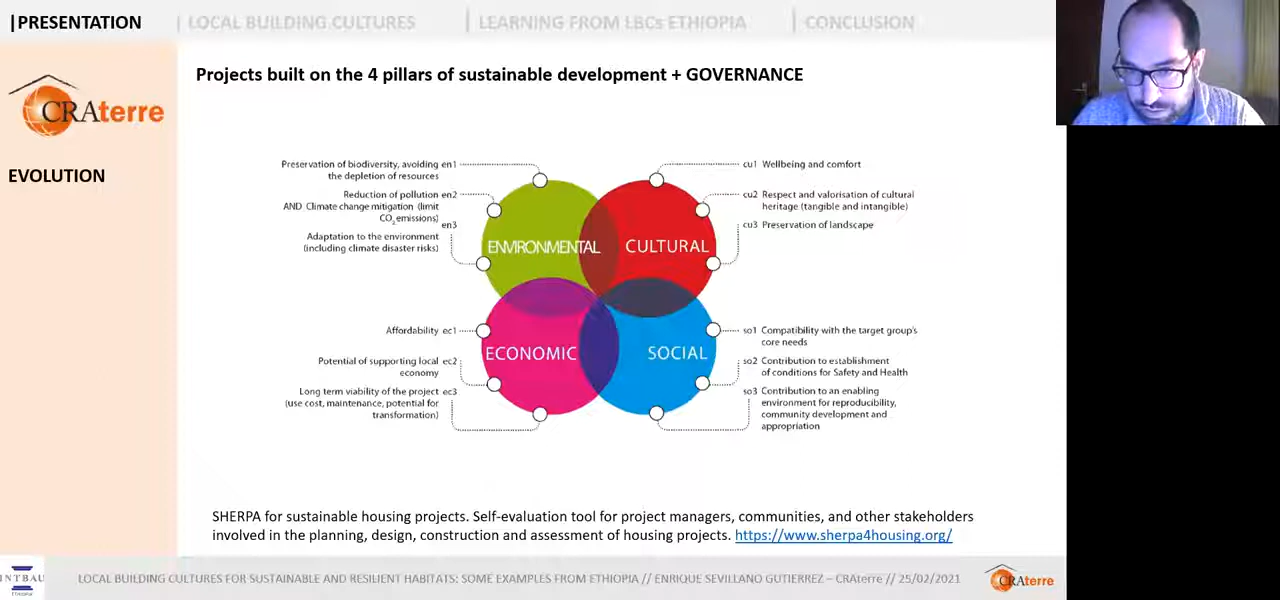 |PRESENTATION | LOCAL BUILDING CULTURES | LEARNING FROM LBCs ETHIOPIA | CONCLUSION
CRAterre
EVOLUTION
Projects built on the 4 pillars of sustainable development + GOVERNANCE
Preservation of biodiversity, avoiding en1
the depletion of resources
Reduction of pollution en2
AND Climate change mitigation (limit
CO2 emissions)
en3
Adaptation to the environment
(including climate disaster risks)
ENVIRONMENTAL
CULTURAL
cu1 Wellbeing and comfort
cu2 Respect and valorisation of cultural
heritage (tangible and intangible)
cu3 Preservation of landscape
Affordability ec1
Potential of supporting local ec2
economy
Long term viability of the project ec3
(use cost, maintenance, potential for
transformation)
ECONOMIC
SOCIAL
so1 Compatibility with the target group's
core needs
so2 Contribution to establishment
of conditions for Safety and Health
so3 Contribution to an enabling
environment for reproducibility,
community development and
appropriation
SHERPA for sustainable housing projects. Self-evaluation tool for project managers, communities, and other stakeholders
involved in the planning, design, construction and assessment of housing projects. https://www.sherpa4housing.org/
INTBAU
ETHIOPIA
LOCAL BUILDING CULTURES FOR SUSTAINABLE AND RESILIENT HABITATS: SOME EXAMPLES FROM ETHIOPIA // ENRIQUE SEVILLANO GUTIERREZ – CRAterre // 25/02/2021
CRAterre